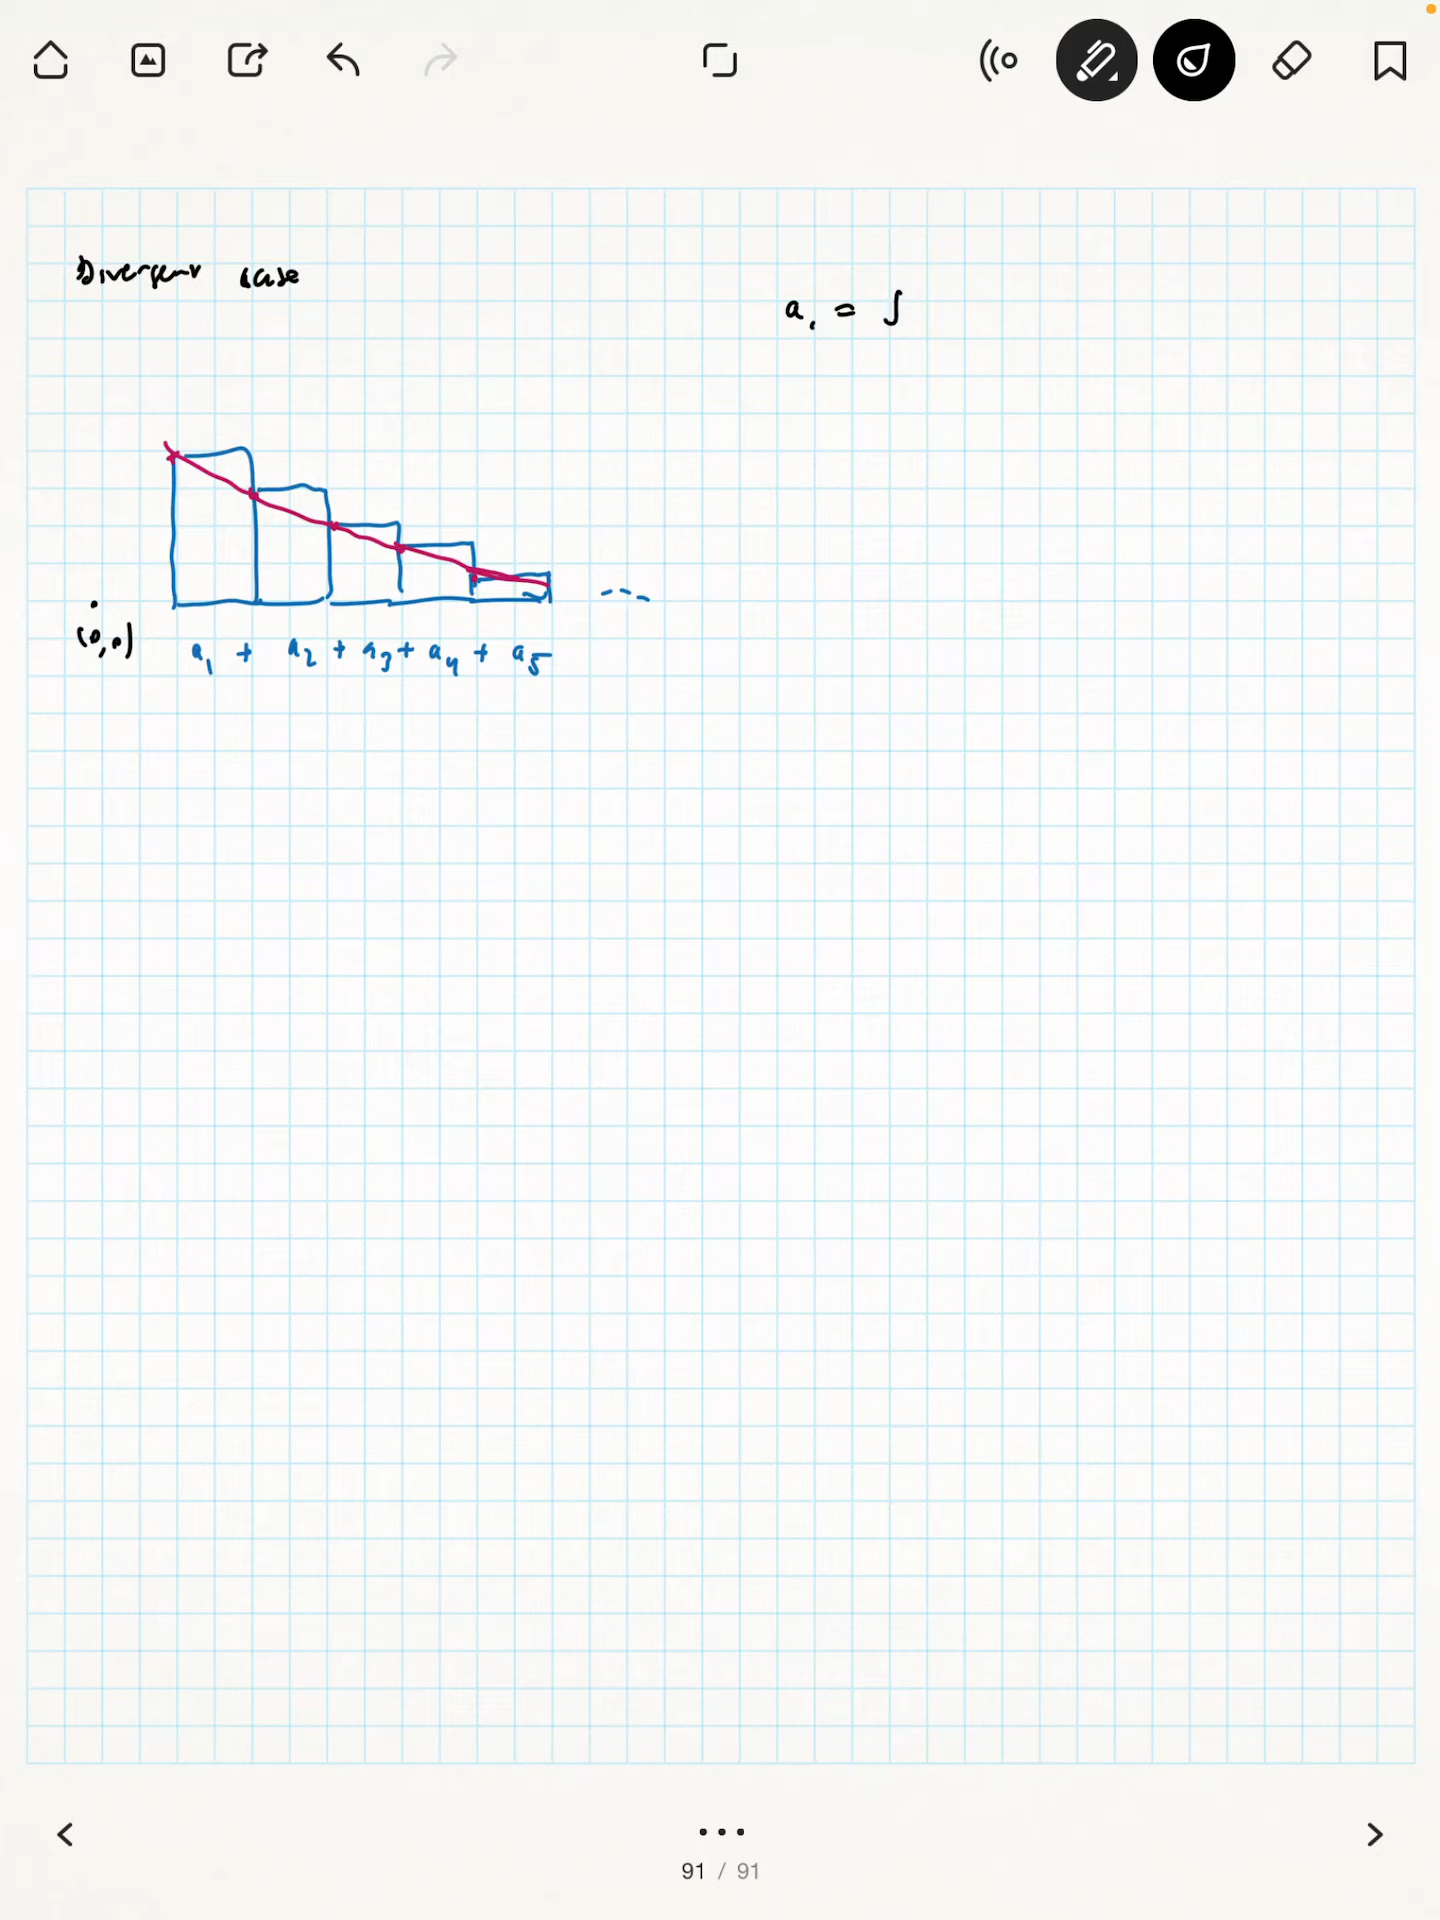 Divergent case
a₁ = ∫
(0,0)
a₁ + a₂ + a₃ + a₄ + a₅ ...
91 / 91